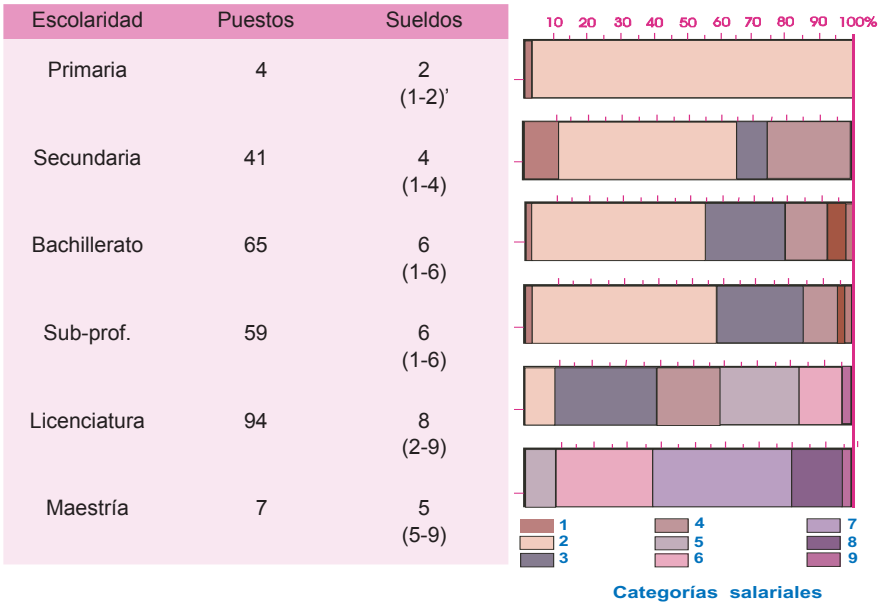 Escolaridad Puestos Sueldos
Primaria 4 2
(1-2)’
Secundaria 41 4
(1-4)
Bachillerato 65 6
(1-6)
Sub-prof. 59 6
(1-6)
Licenciatura 94 8
(2-9)
Maestría 7 5
(5-9)
10 20 30 40 50 60 70 80 90 100%
1 4 7
2 5 8
3 6 9
Categorías salariales